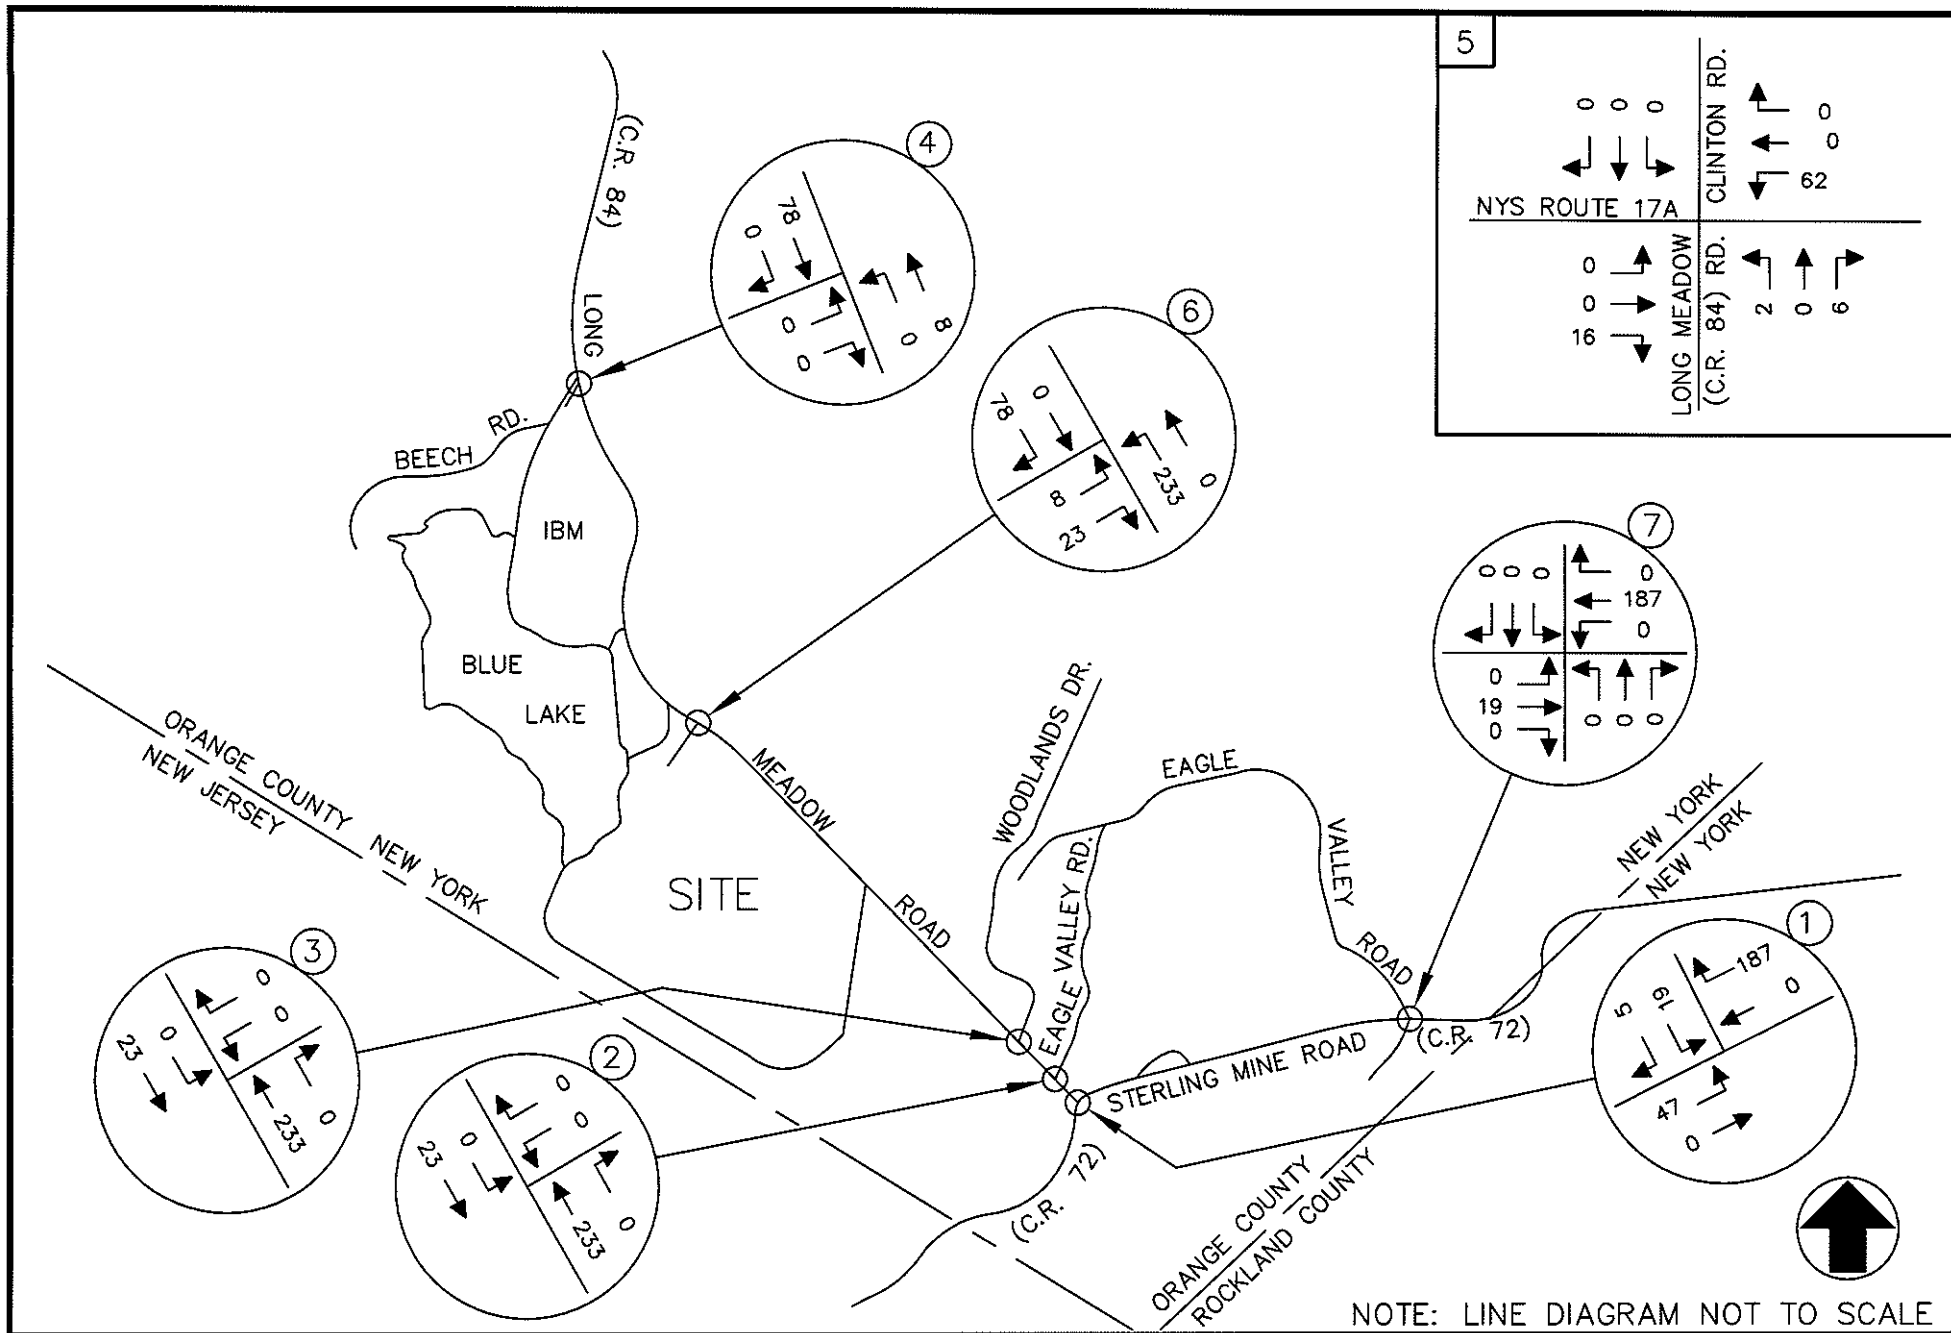 5
0 0 0
NYS ROUTE 17A
CLINTON RD.
0
0
62
0
0
16
LONG MEADOW
(C.R. 84) RD.
2 0 6
(C.R. 84)
LONG
4
78
0
0
0
8
0
6
0
78
8
23
233
0
BEECH RD.
IBM
BLUE
LAKE
7
0 0 0
0
187
0
0
19
0
0 0 0
ORANGE COUNTY NEW YORK
NEW JERSEY
MEADOW
ROAD
SITE
WOODLANDS DR.
EAGLE VALLEY RD.
EAGLE
VALLEY
ROAD
NEW YORK
NEW YORK
3
0
0
0
23
233
0
2
0
0
0
23
233
0
1
187
0
5
19
47
0
STERLING MINE ROAD
(C.R. 72)
(C.R. 72)
ORANGE COUNTY
ROCKLAND COUNTY
NOTE: LINE DIAGRAM NOT TO SCALE